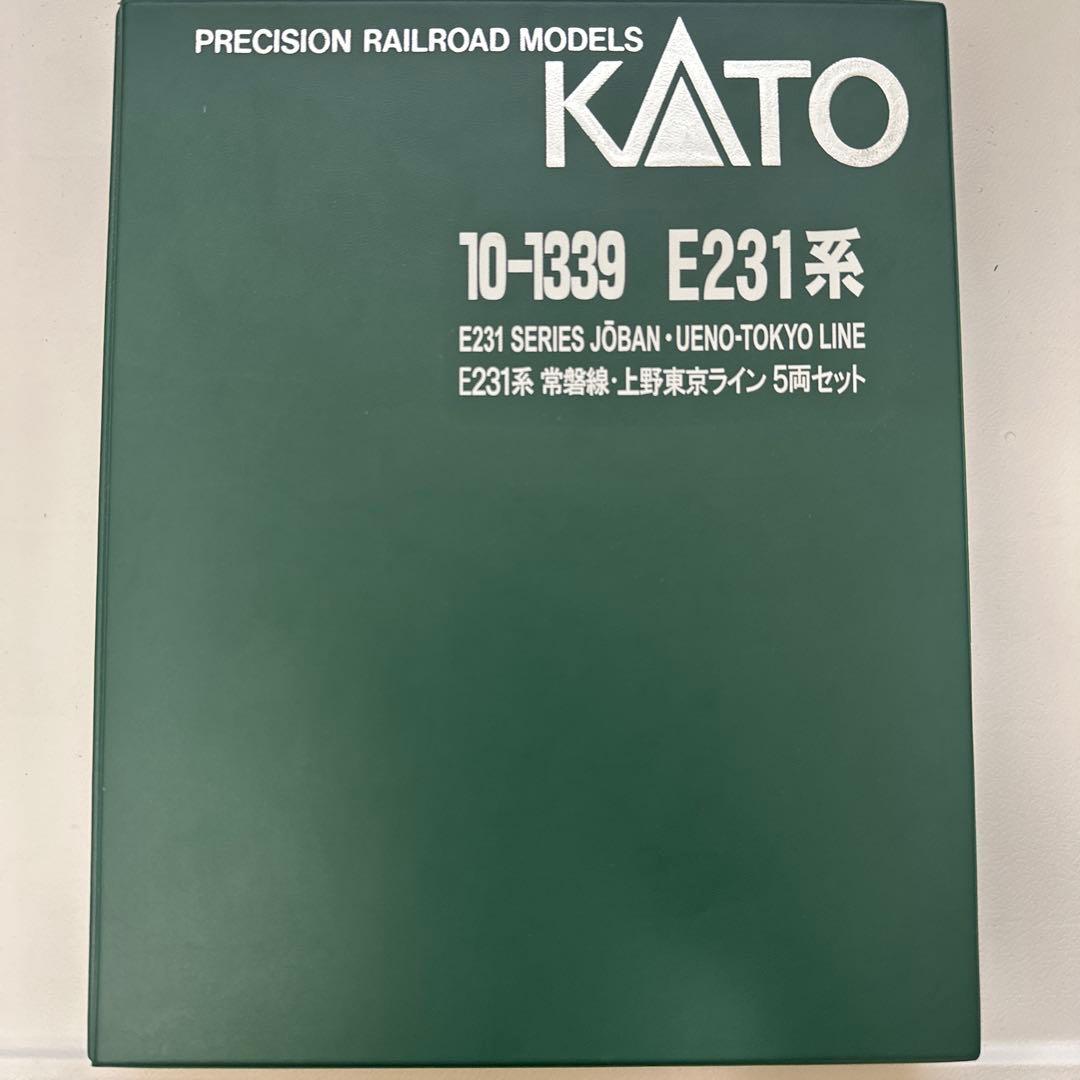 PRECISION RAILROAD MODELS
KATO
10-1339 E231系
E231 SERIES JŌBAN・UENO-TOKYO LINE
E231系 常磐線・上野東京ライン 5両セット